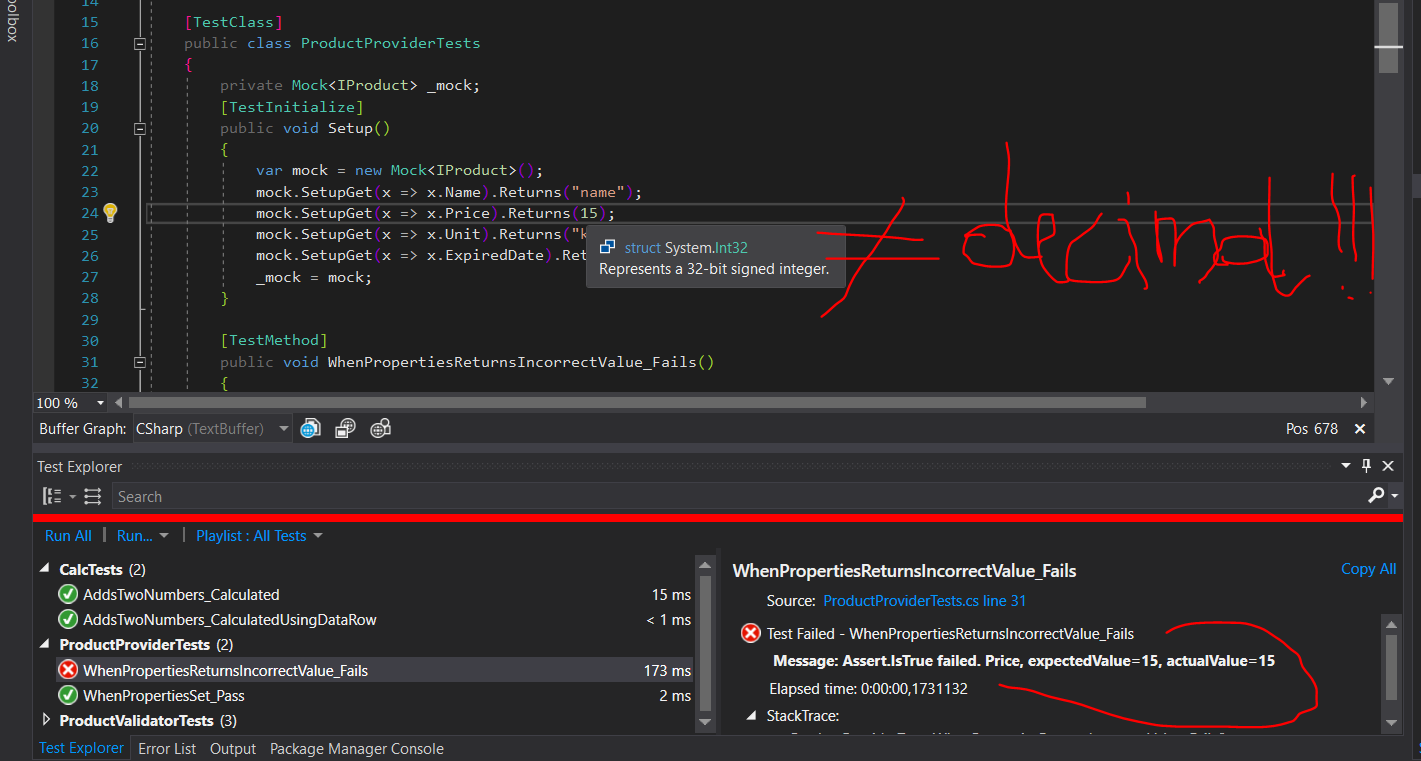 oolbox
14
15 [TestClass]
16 public class ProductProviderTests
17 {
18 private Mock<IProduct> _mock;
19 [TestInitialize]
20 public void Setup()
21 {
22 var mock = new Mock<IProduct>();
23 mock.SetupGet(x => x.Name).Returns("name");
24 mock.SetupGet(x => x.Price).Returns(15);
25 mock.SetupGet(x => x.Unit).Returns("k
26 mock.SetupGet(x => x.ExpiredDate).Ret
27 _mock = mock;
28 }
29
30 [TestMethod]
31 public void WhenPropertiesReturnsIncorrectValue_Fails()
32 {
struct System.Int32
Represents a 32-bit signed integer.
≠ decimal!!!
100 %
Buffer Graph: CSharp (TextBuffer) Pos 678
Test Explorer
Search
Run All | Run... | Playlist : All Tests
CalcTests (2)
AddsTwoNumbers_Calculated 15 ms
AddsTwoNumbers_CalculatedUsingDataRow < 1 ms
ProductProviderTests (2)
WhenPropertiesReturnsIncorrectValue_Fails 173 ms
WhenPropertiesSet_Pass 2 ms
ProductValidatorTests (3)
WhenPropertiesReturnsIncorrectValue_Fails Copy All
Source: ProductProviderTests.cs line 31
Test Failed - WhenPropertiesReturnsIncorrectValue_Fails
Message: Assert.IsTrue failed. Price, expectedValue=15, actualValue=15
Elapsed time: 0:00:00,1731132
StackTrace:
Test Explorer Error List Output Package Manager Console